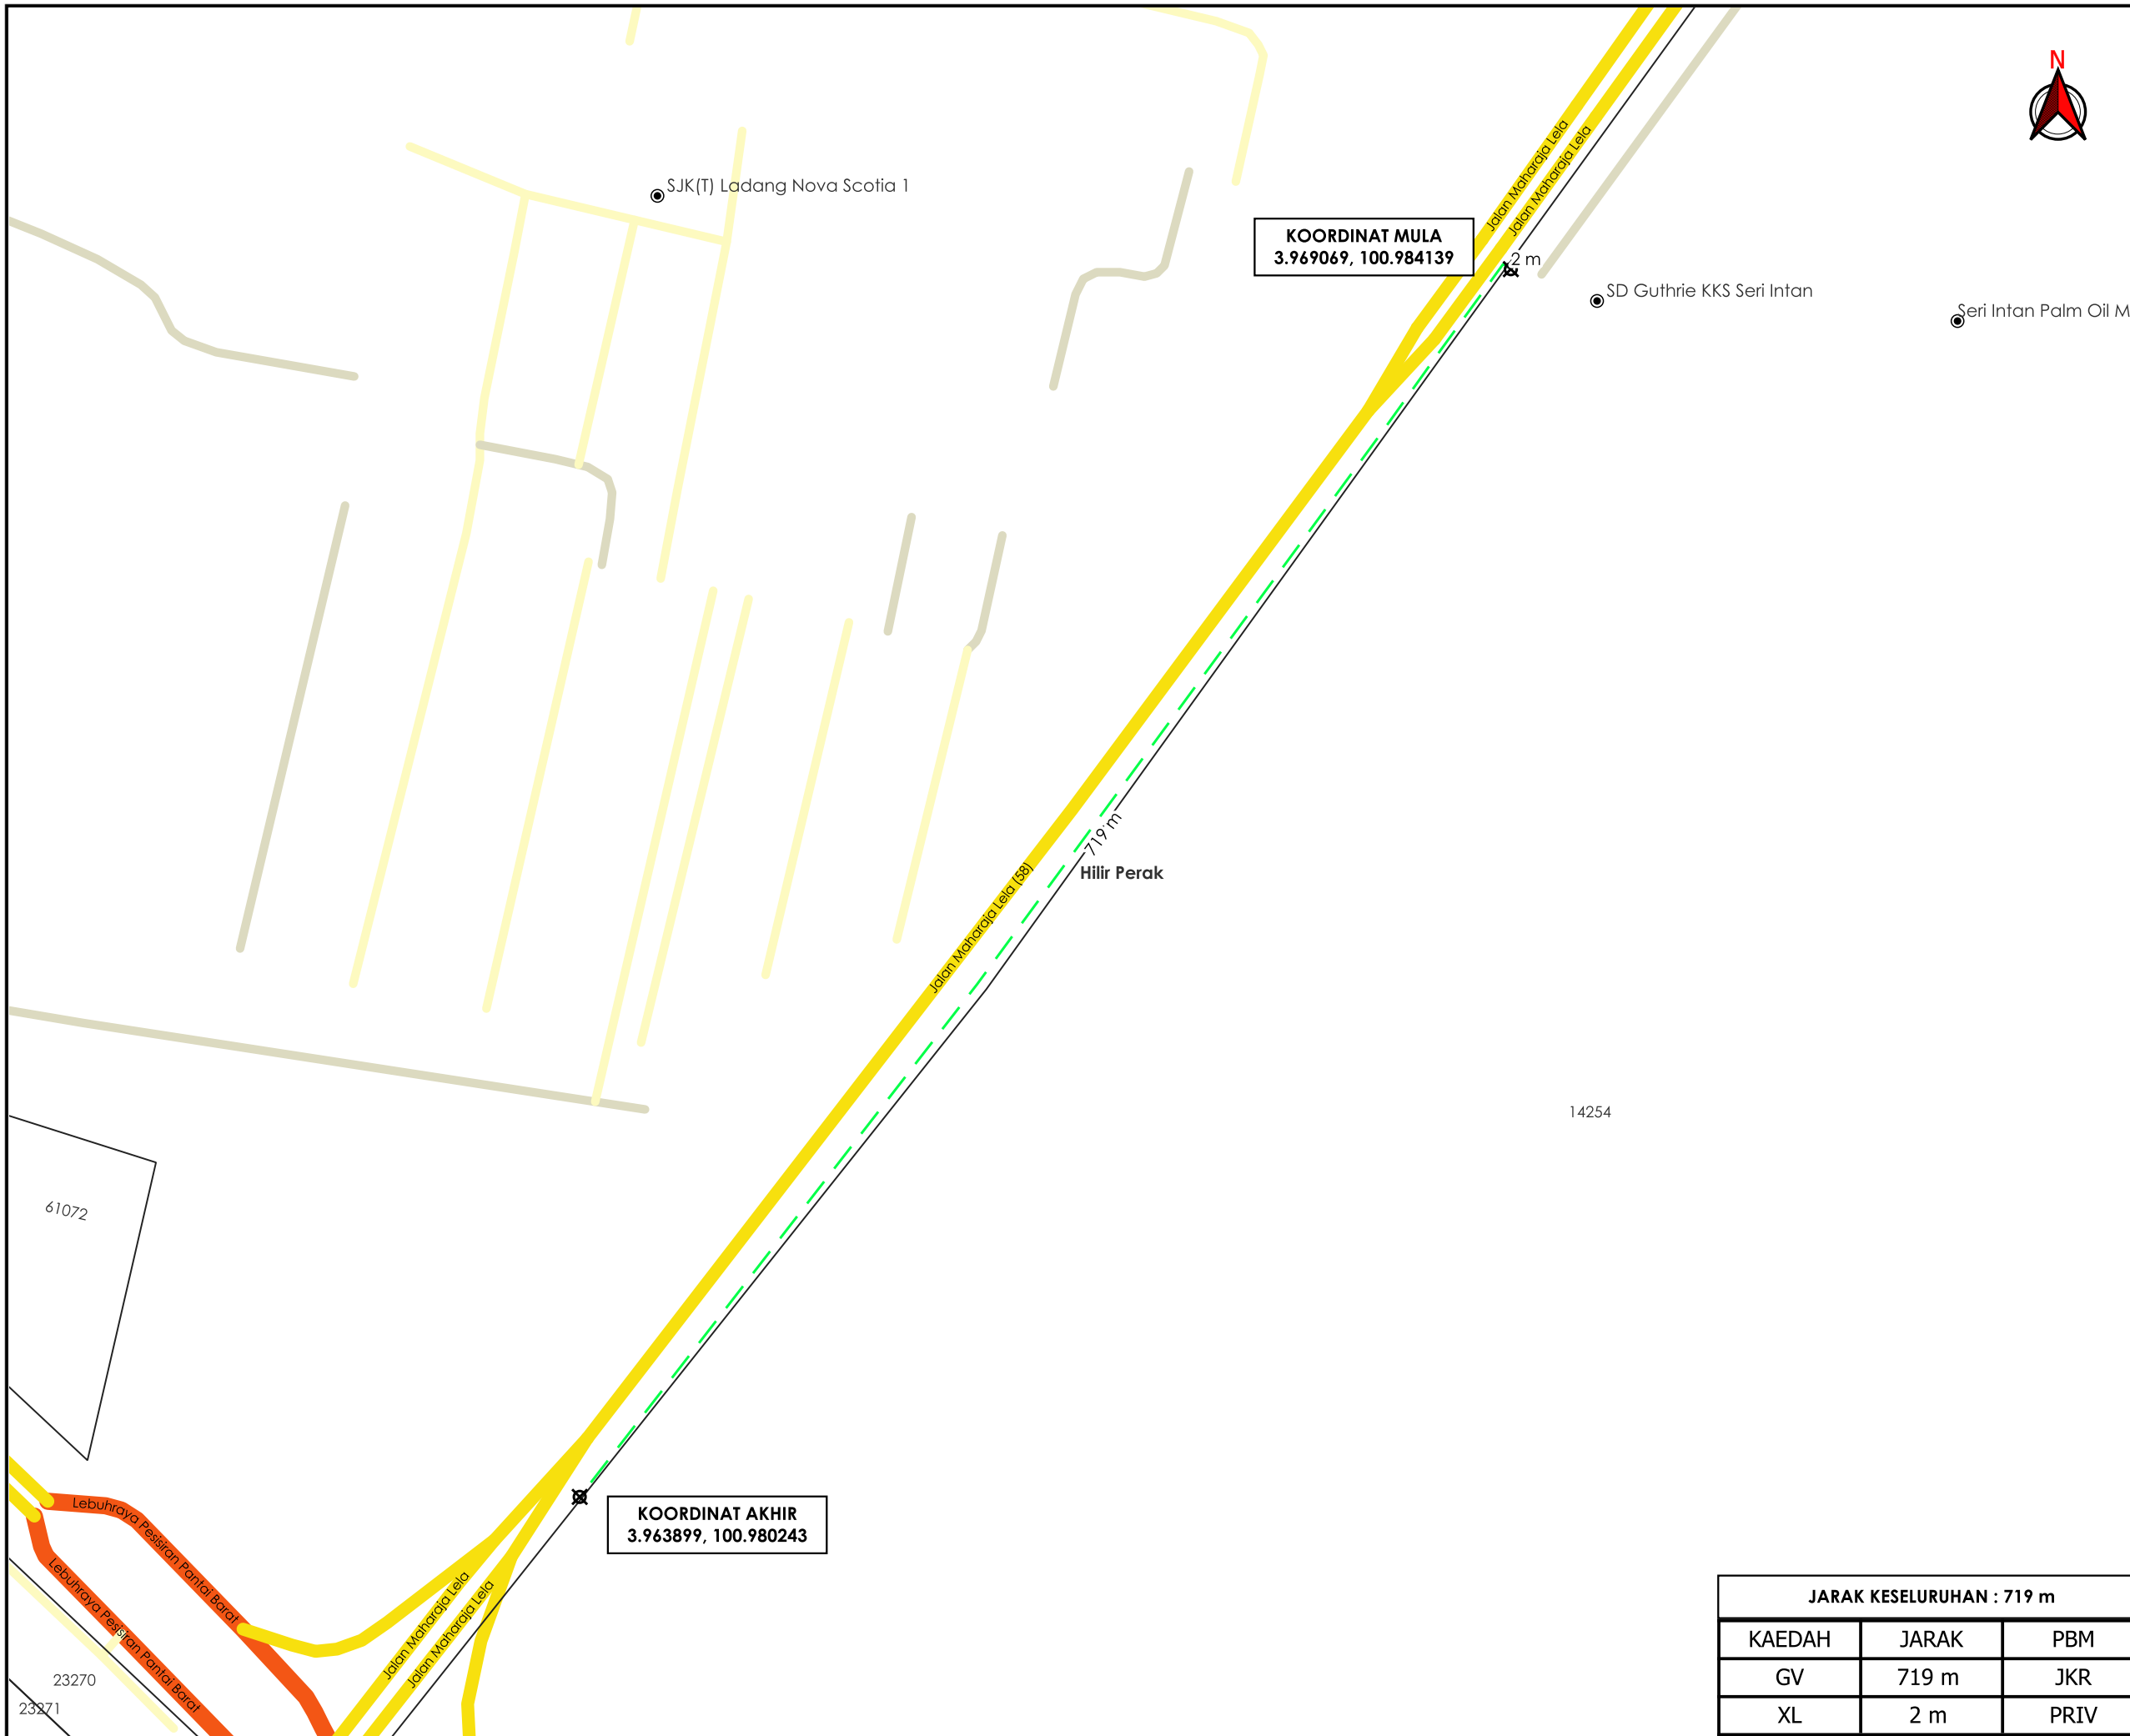 N
Jalan Maharaja Lela
Jalan Maharaja Lela
SJK(T) Ladang Nova Scotia 1
KOORDINAT MULA
3.969069, 100.984139
2 m
SD Guthrie KKS Seri Intan
Seri Intan Palm Oil M
719 m
Hilir Perak
Jalan Maharaja Lela (58)
14254
61072
KOORDINAT AKHIR
3.963899, 100.980243
Lebuhraya Pesisiran Pantai Barat
Lebuhraya Pesisiran Pantai Barat
Jalan Maharaja Lela
Jalan Maharaja Lela
23270
23271
JARAK KESELURUHAN : 719 m
KAEDAH JARAK PBM
GV 719 m JKR
XL 2 m PRIV